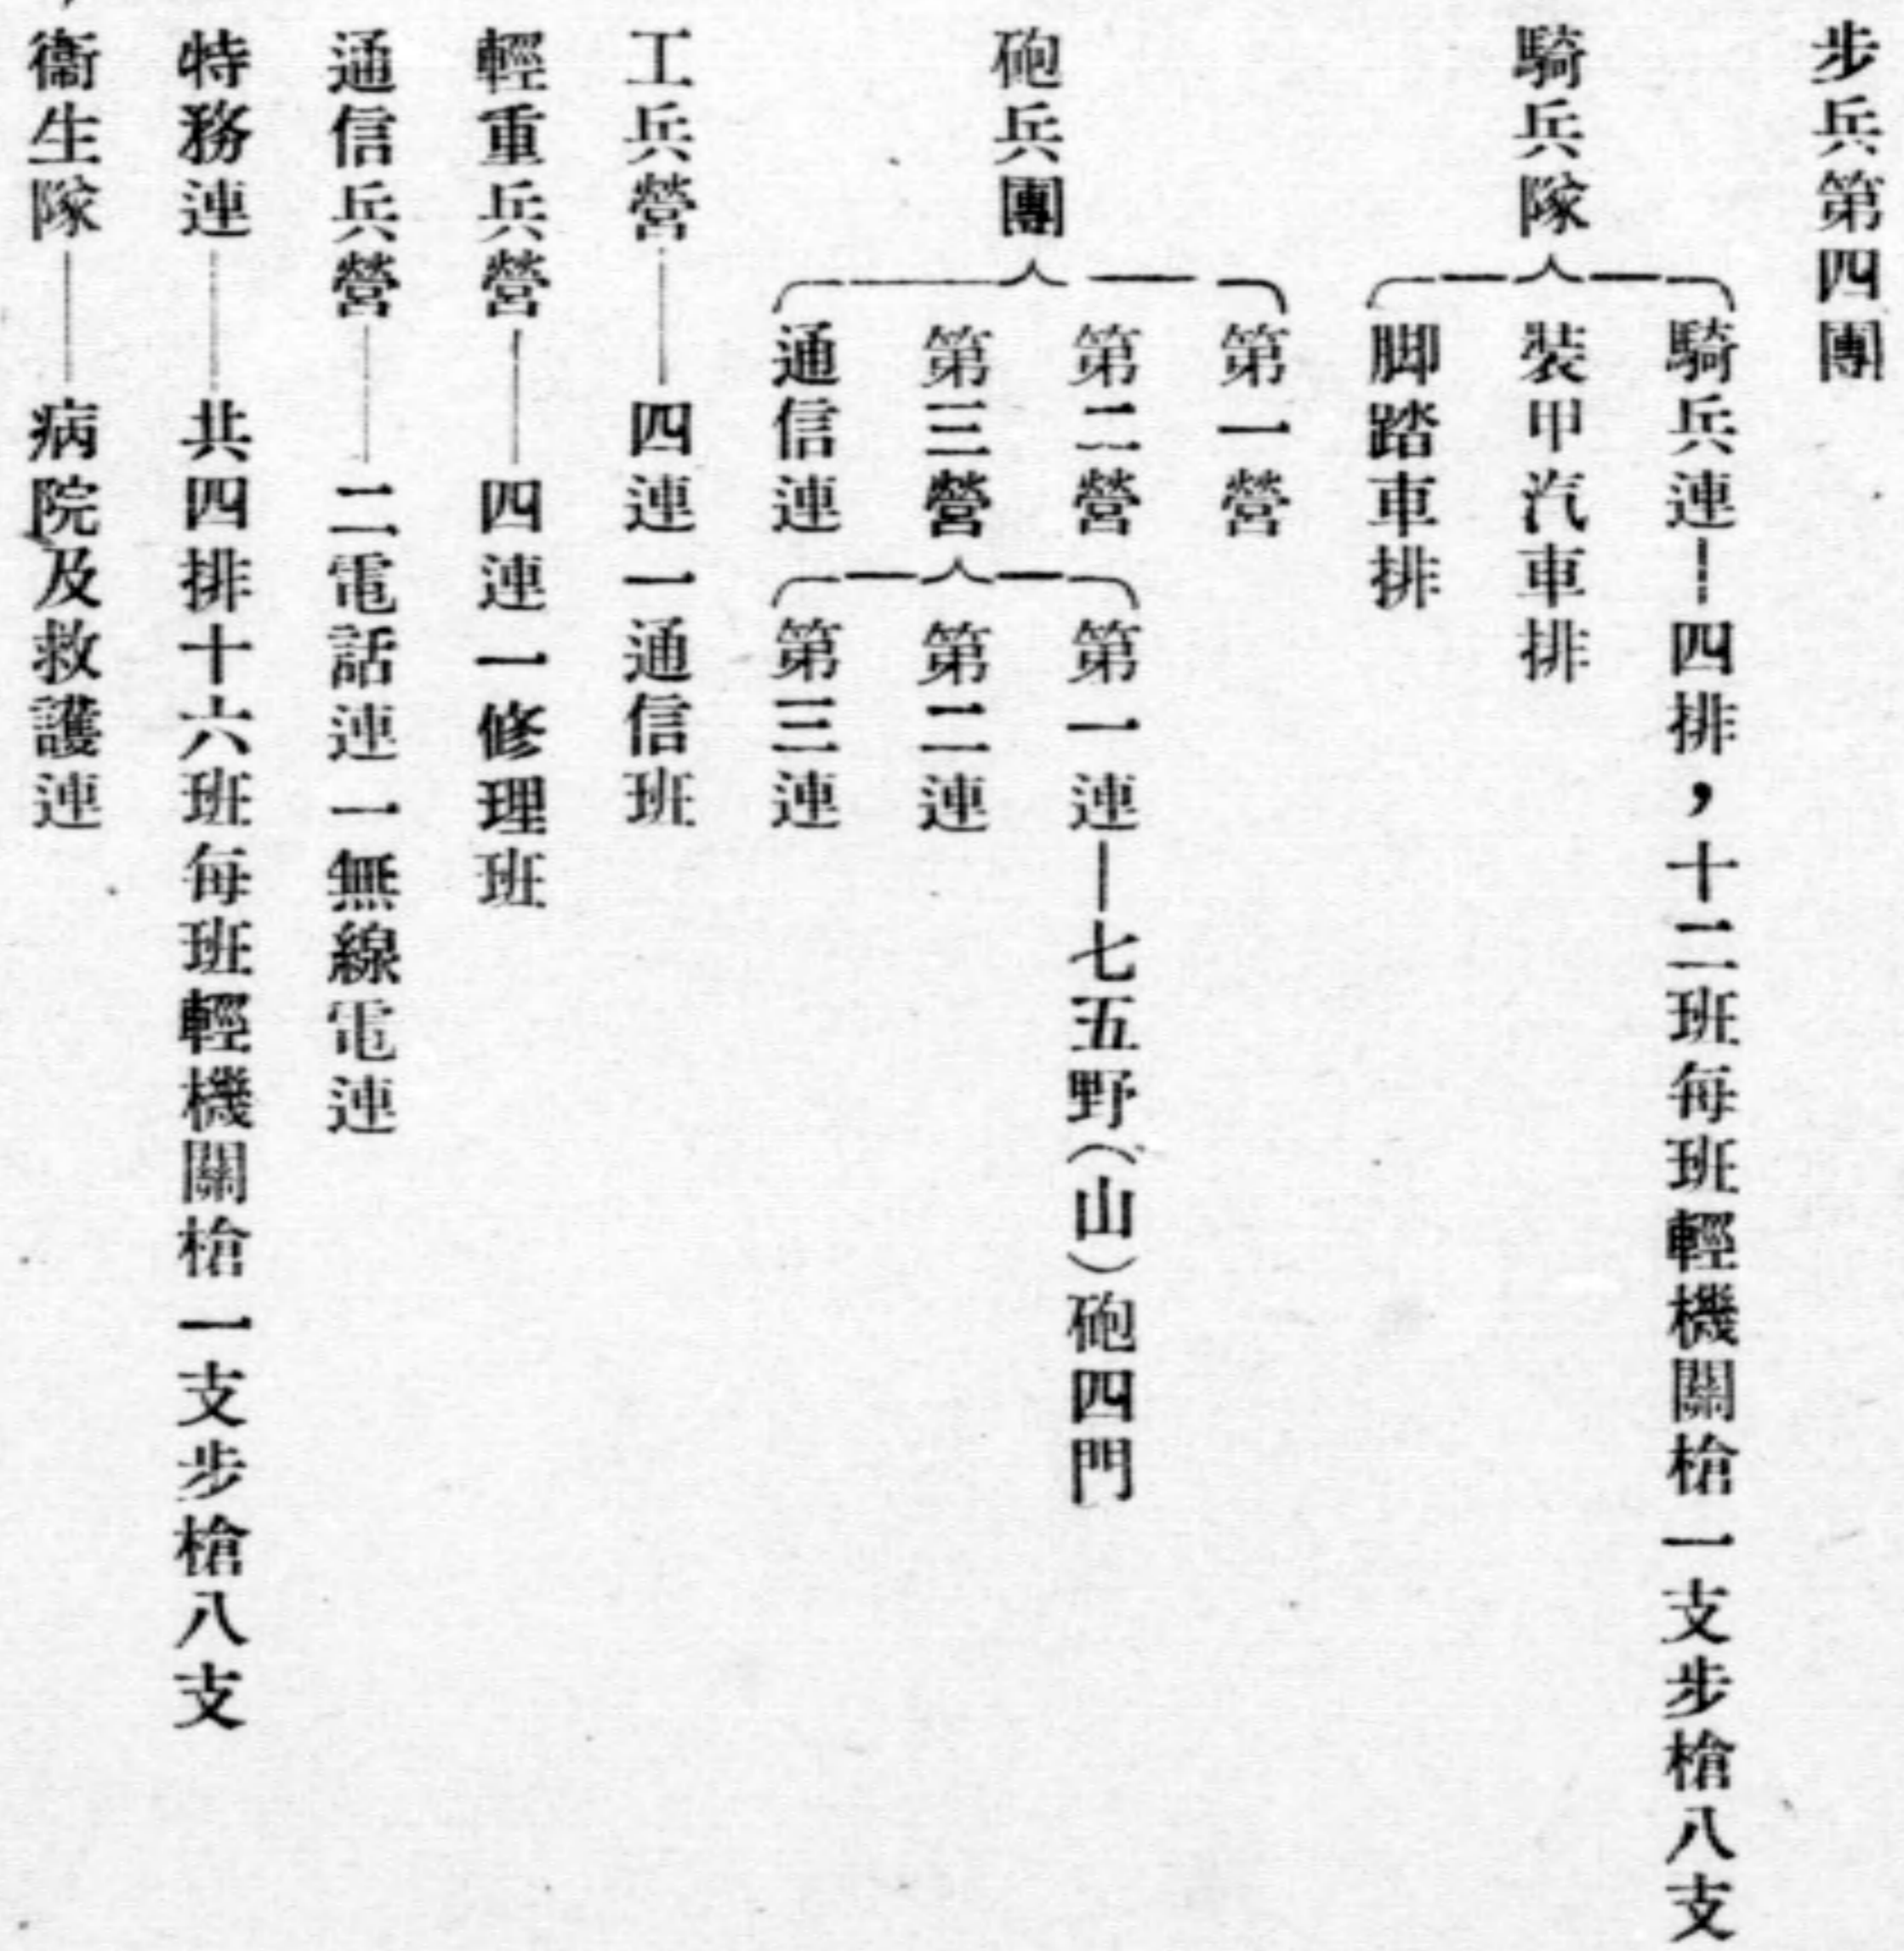 步兵第四團
騎兵隊
騎兵連—四排，十二班每班輕機關槍一支步槍八支
裝甲汽車排
脚踏車排
砲兵團
第一營
第二營
第三營
第一連—七五野（山）砲四門
第二連
第三連
通信連
工兵營——四連一通信班
輕重兵營——四連一修理班
通信兵營——二電話連一無線電連
特務連——共四排十六班每班輕機關槍一支步槍八支
衞生隊——病院及救護連